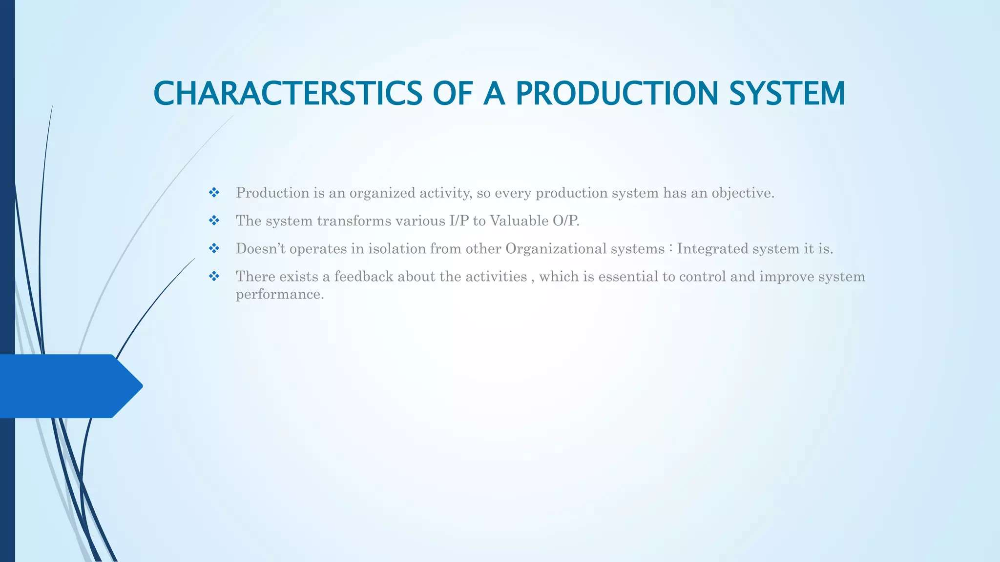 CHARACTERSTICS OF A PRODUCTION SYSTEM
❖ Production is an organized activity, so every production system has an objective.
❖ The system transforms various I/P to Valuable O/P.
❖ Doesn’t operates in isolation from other Organizational systems : Integrated system it is.
❖ There exists a feedback about the activities , which is essential to control and improve system
performance.